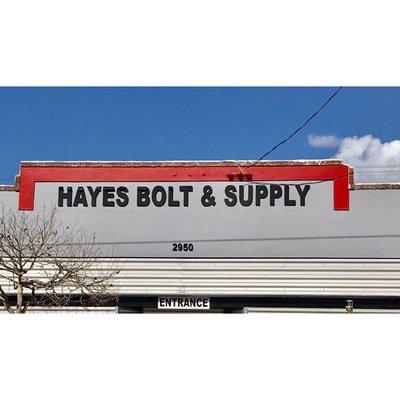 HAYES BOLT & SUPPLY
2950
ENTRANCE